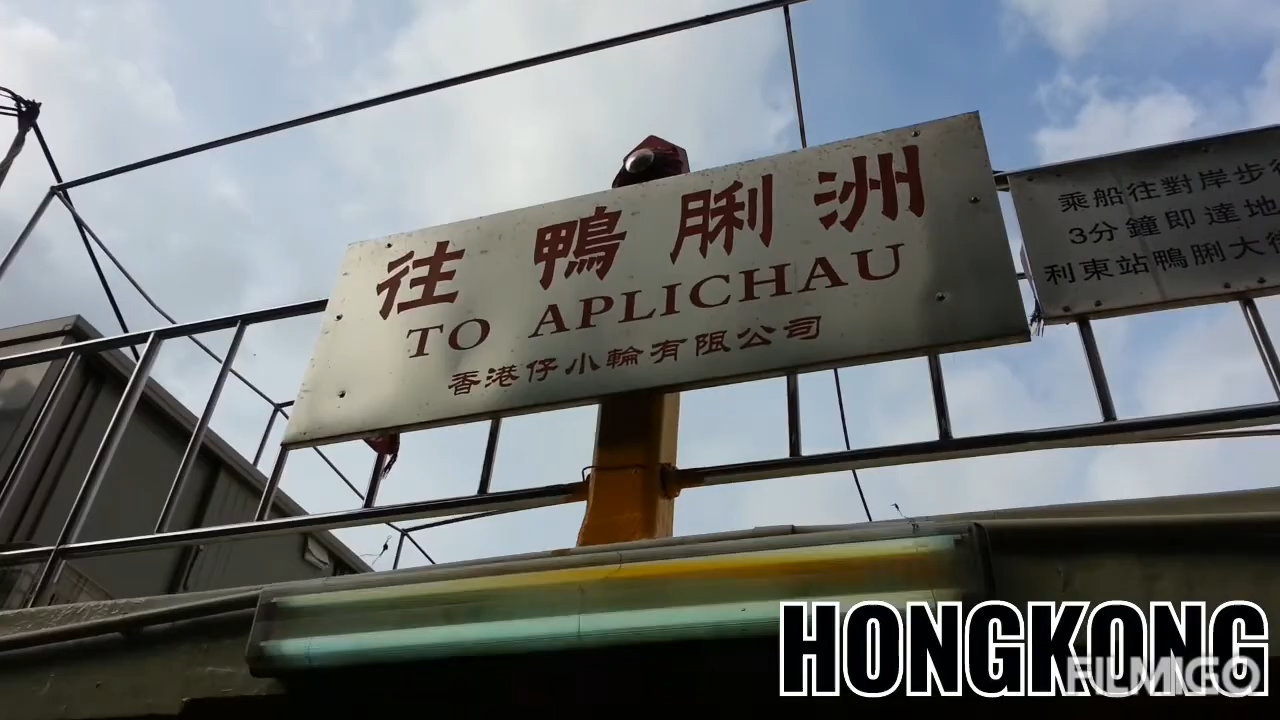 往鴨脷洲
TO APLICHAU
香港仔小輪有限公司
乘船往對岸步
3分鐘即達地
利東站鴨脷大
HONGKONG
FILMIGO